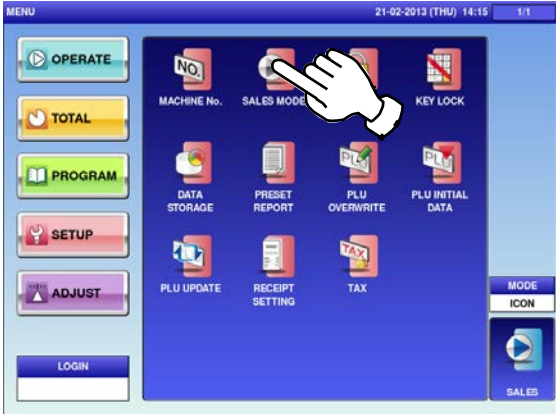 MENU
21-02-2013 (THU) 14:15
1/1
OPERATE
TOTAL
PROGRAM
SETUP
ADJUST
LOGIN
NO.
MACHINE No.
SALES MODE
KEY LOCK
DATA
STORAGE
PRESET
REPORT
PLU
PLU
OVERWRITE
PLU
PLU INITIAL
DATA
PLU UPDATE
RECEIPT
SETTING
TAX
TAX
MODE
ICON
SALES